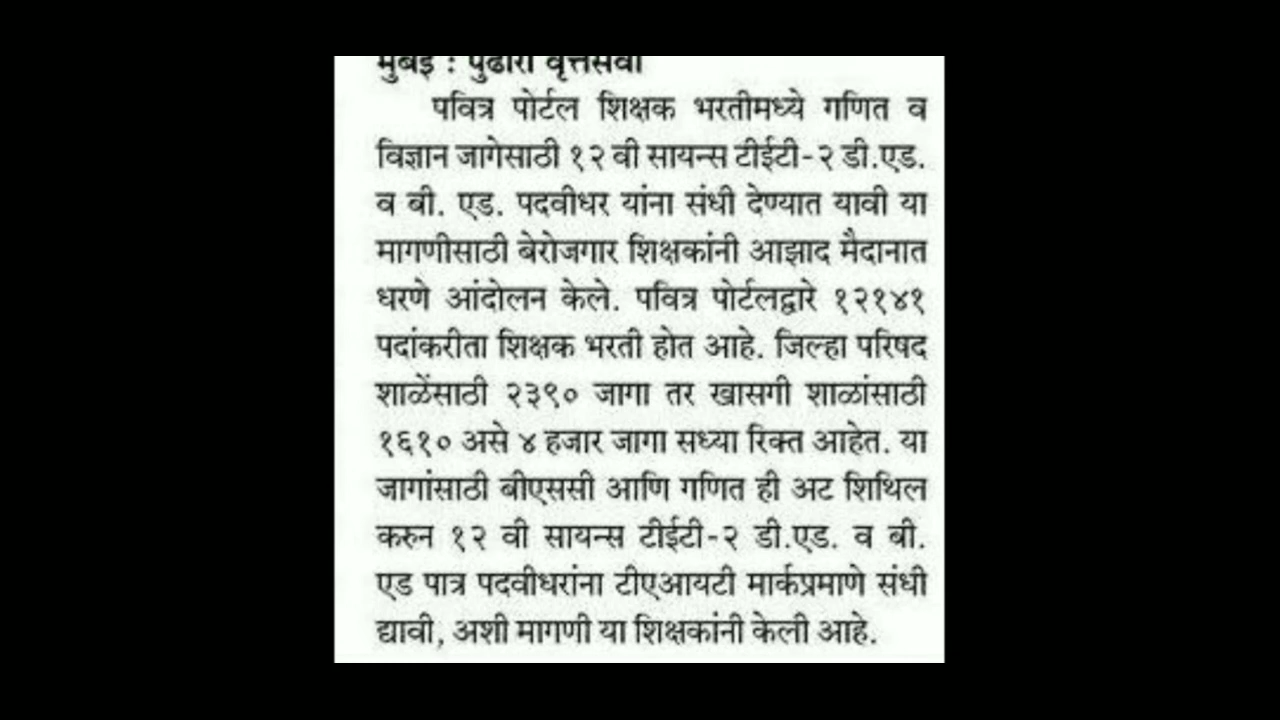 मुंबई : पुढारी वृत्तसेवा
पवित्र पोर्टल शिक्षक भरतीमध्ये गणित व
विज्ञान जागेसाठी १२ वी सायन्स टीईटी-२ डी.एड.
व बी. एड. पदवीधर यांना संधी देण्यात यावी या
मागणीसाठी बेरोजगार शिक्षकांनी आझाद मैदानात
धरणे आंदोलन केले. पवित्र पोर्टलद्वारे १२१४१
पदांकरीता शिक्षक भरती होत आहे. जिल्हा परिषद
शाळेंसाठी २३९० जागा तर खासगी शाळांसाठी
१६१० असे ४ हजार जागा सध्या रिक्त आहेत. या
जागांसाठी बीएससी आणि गणित ही अट शिथिल
करुन १२ वी सायन्स टीईटी-२ डी.एड. व बी.
एड पात्र पदवीधरांना टीएआयटी मार्कप्रमाणे संधी
द्यावी, अशी मागणी या शिक्षकांनी केली आहे.